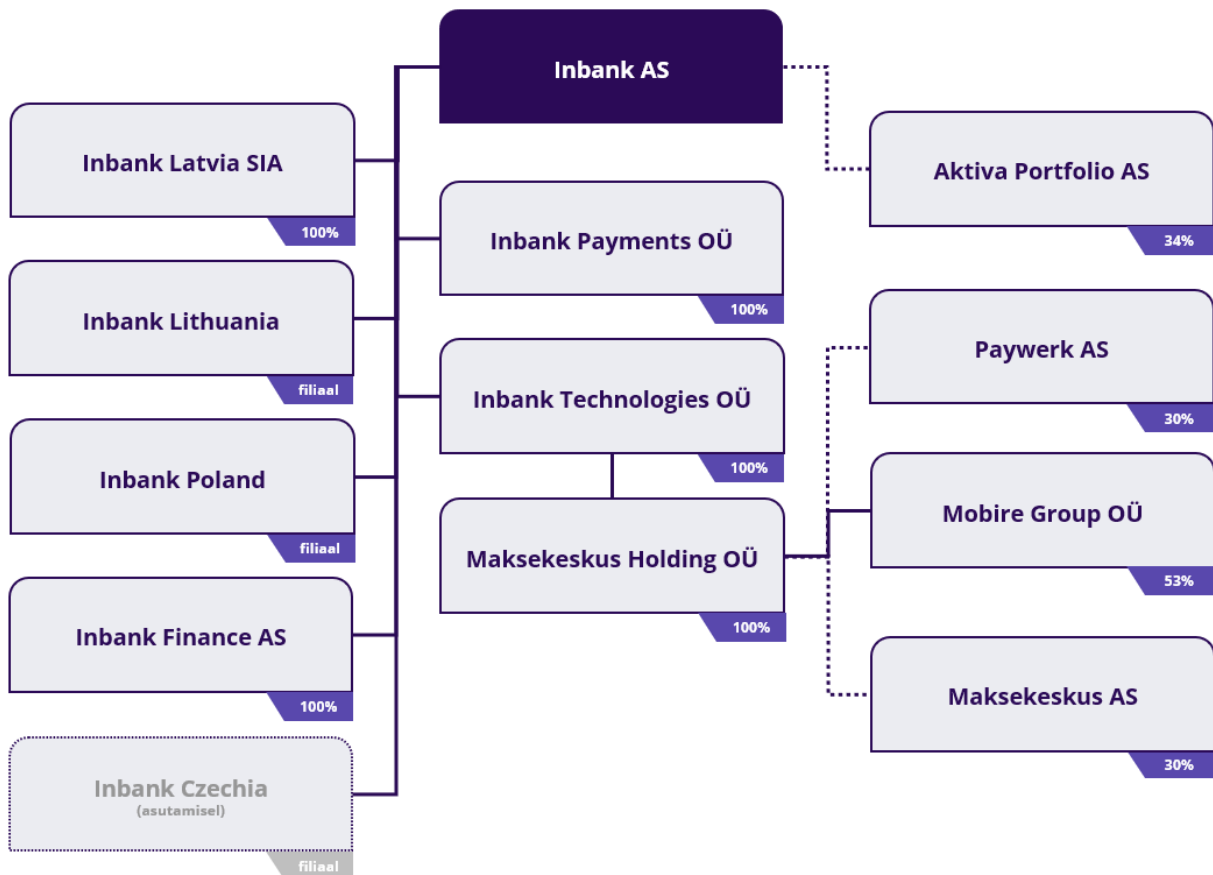 Inbank AS
Inbank Latvia SIA
100%
Inbank Lithuania
filiaal
Inbank Poland
filiaal
Inbank Finance AS
100%
Inbank Czechia
(asutamisel)
filiaal
Inbank Payments OÜ
100%
Inbank Technologies OÜ
100%
Maksekeskus Holding OÜ
100%
Aktiva Portfolio AS
34%
Paywerk AS
30%
Mobire Group OÜ
53%
Maksekeskus AS
30%